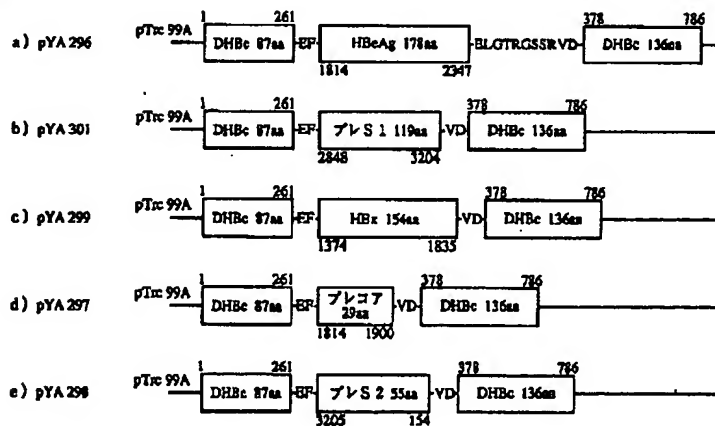 1 261 378 786
a) pYA 296 pTrc 99A DHBc 87aa EF HBeAg 178aa ELGTRGSSRVD DHBc 136aa
1814 2347
1 261 378 786
b) pYA 301 pTrc 99A DHBc 87aa EF プレS1 119aa VD DHBc 136aa
2848 3204
1 261 378 786
c) pYA 299 pTrc 99A DHBc 87aa EF HBx 154aa VD DHBc 136aa
1374 1835
1 261 378 786
d) pYA 297 pTrc 99A DHBc 87aa EF プレコア 29aa VD DHBc 136aa
1814 1900
1 261 378 786
e) pYA 298 pTrc 99A DHBc 87aa EF プレS2 55aa VD DHBc 136aa
3205 154